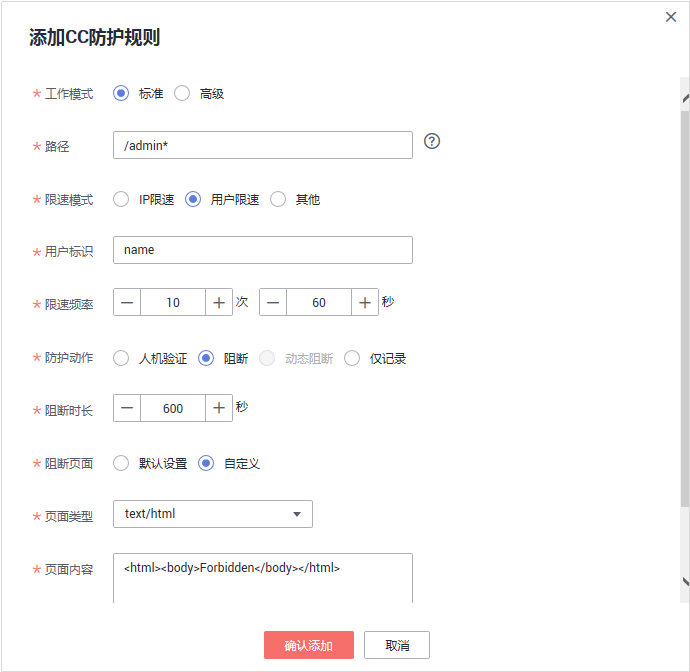 添加CC防护规则
* 工作模式 标准 高级
* 路径 /admin*
* 限速模式 IP限速 用户限速 其他
* 用户标识 name
* 限速频率 — 10 + 次 — 60 + 秒
* 防护动作 人机验证 阻断 动态阻断 仅记录
* 阻断时长 — 600 + 秒
* 阻断页面 默认设置 自定义
* 页面类型 text/html
* 页面内容 <html><body>Forbidden</body></html>
确认添加 取消